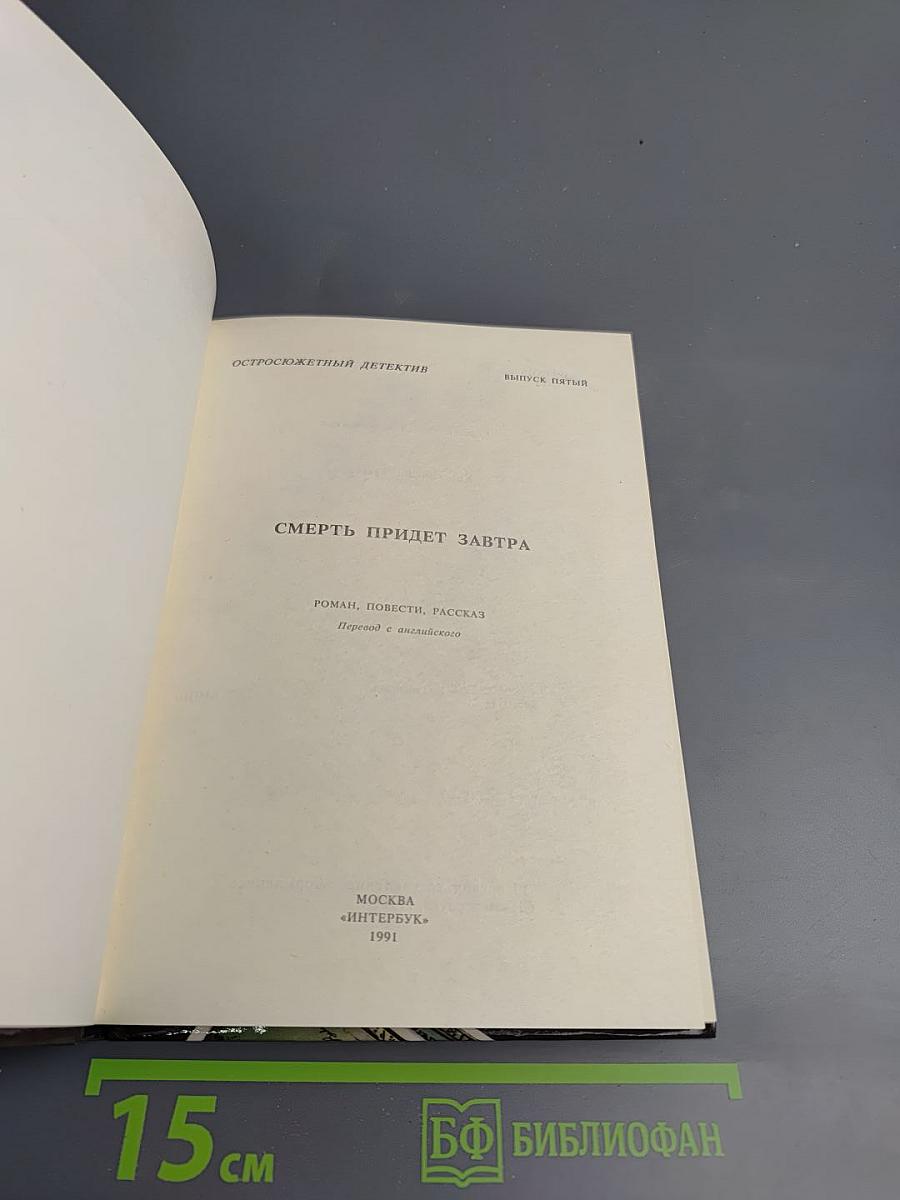 ОСТРОСЮЖЕТНЫЙ ДЕТЕКТИВ
ВЫПУСК ПЯТЫЙ
СМЕРТЬ ПРИДЕТ ЗАВТРА
РОМАН, ПОВЕСТИ, РАССКАЗ
Перевод с английского
МОСКВА
«ИНТЕРБУК»
1991
15 см
БФ БИБЛИОФАН